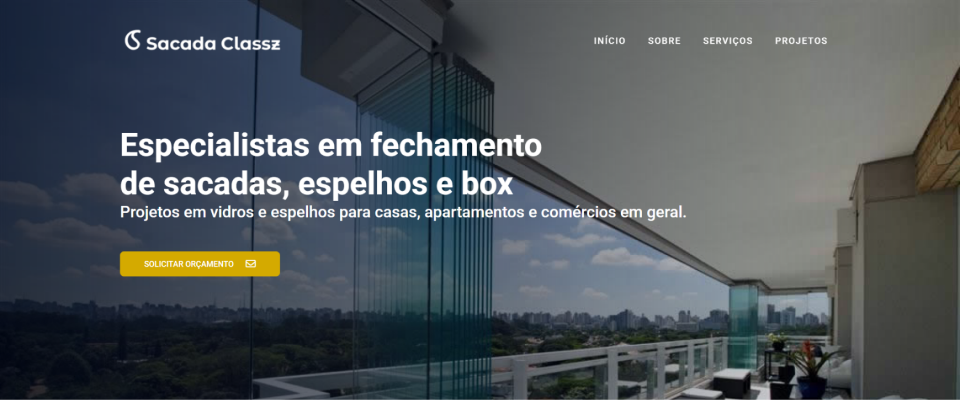 Sacada Classz
INÍCIO SOBRE SERVIÇOS PROJETOS
Especialistas em fechamento
de sacadas, espelhos e box
Projetos em vidros e espelhos para casas, apartamentos e comércios em geral.
SOLICITAR ORÇAMENTO